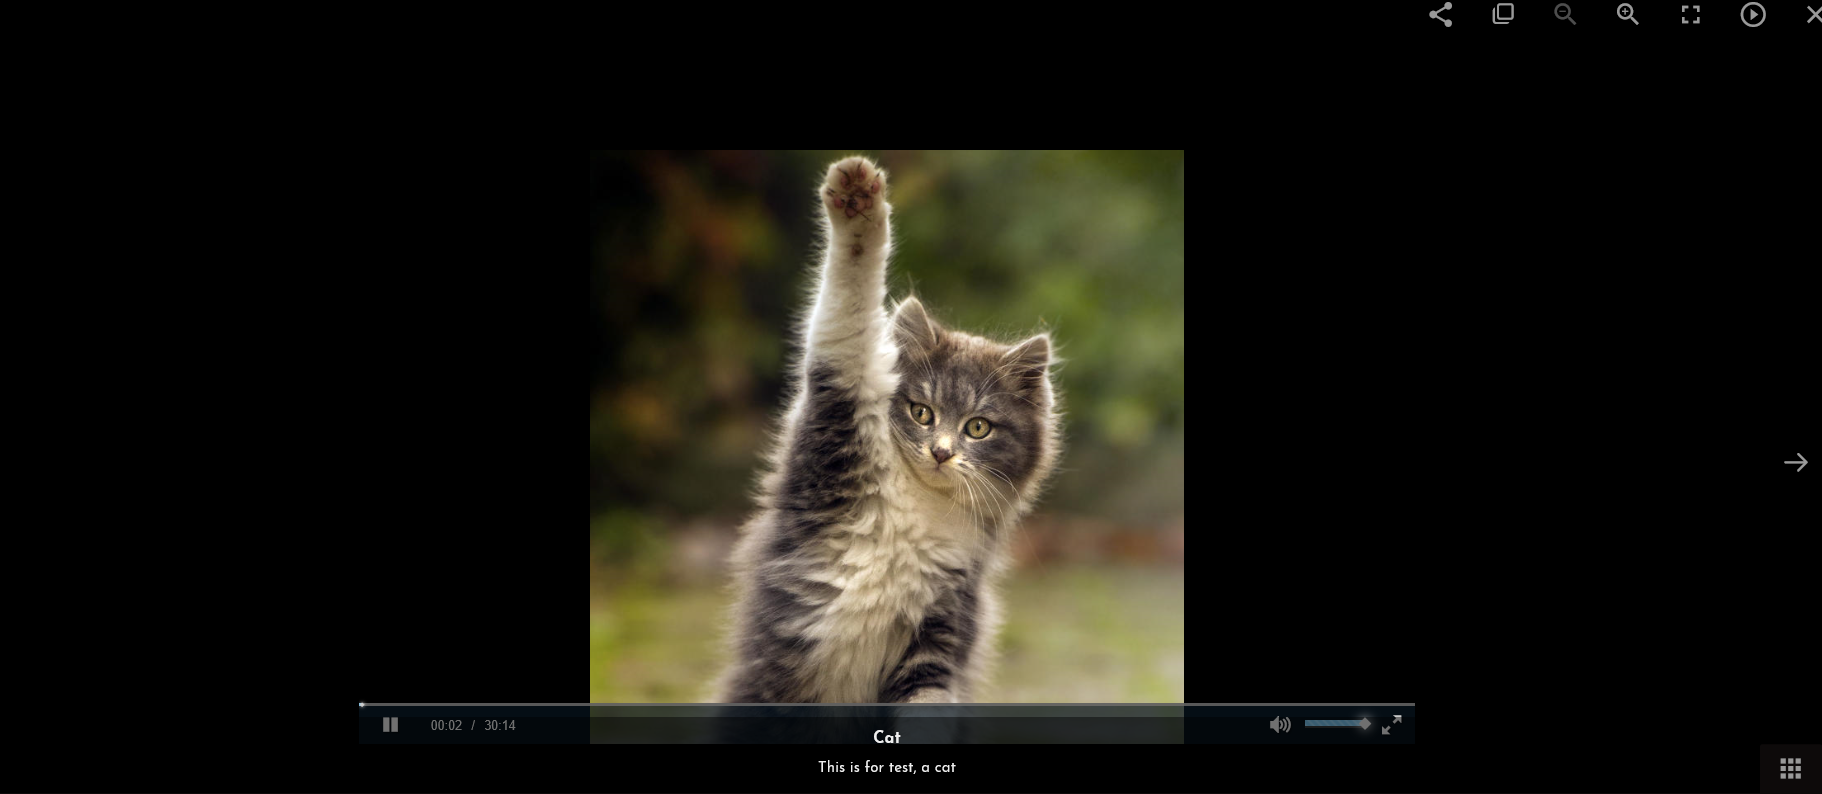 00:02 / 30:14
Cat
This is for test, a cat